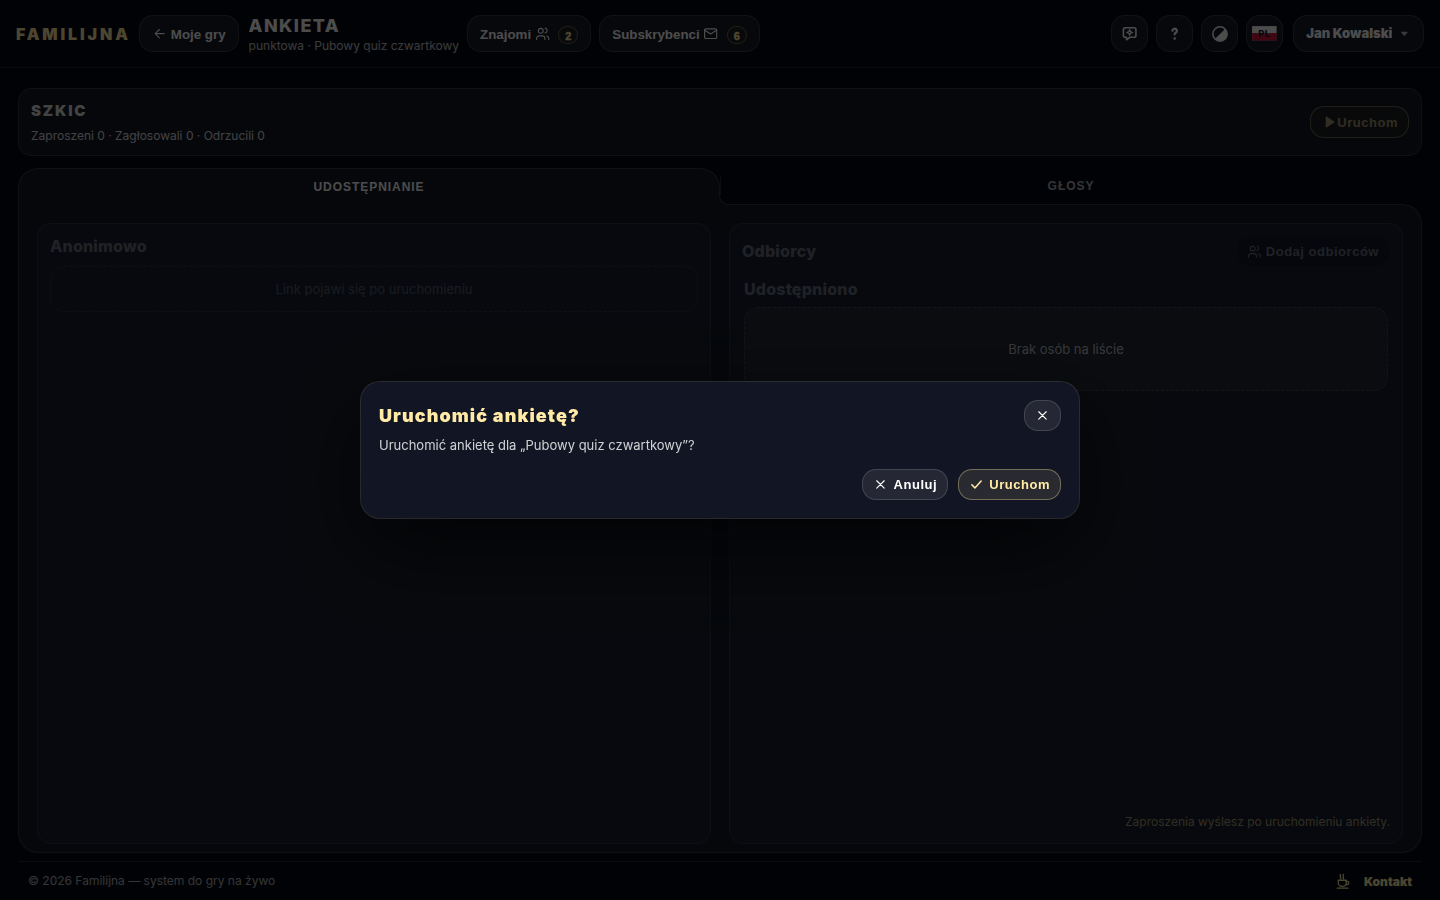 FAMILIJNA
Moje gry
ANKIETA
punktowa · Pubowy quiz czwartkowy
Znajomi 2
Subskrybenci 6
?
PL
Jan Kowalski
SZKIC
Zaproszeni 0 · Zagłosowali 0 · Odrzucili 0
Uruchom
UDOSTĘPNIANIE
GŁOSY
Anonimowo
Link pojawi się po uruchomieniu
Odbiorcy
Dodaj odbiorców
Udostępniono
Brak osób na liście
Uruchomić ankietę?
Uruchomić ankietę dla „Pubowy quiz czwartkowy”?
Anuluj
Uruchom
Zaproszenia wyślesz po uruchomieniu ankiety.
© 2026 Familijna — system do gry na żywo
Kontakt